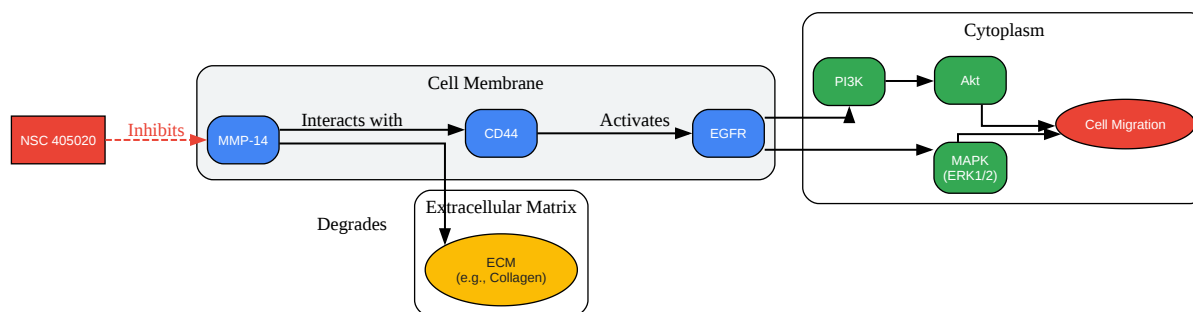 Cytoplasm
Cell Membrane
PI3K
Akt
NSC 405020
Inhibits
MMP-14
Interacts with
CD44
Activates
EGFR
Cell Migration
MAPK
(ERK1/2)
Degrades
Extracellular Matrix
ECM
(e.g., Collagen)